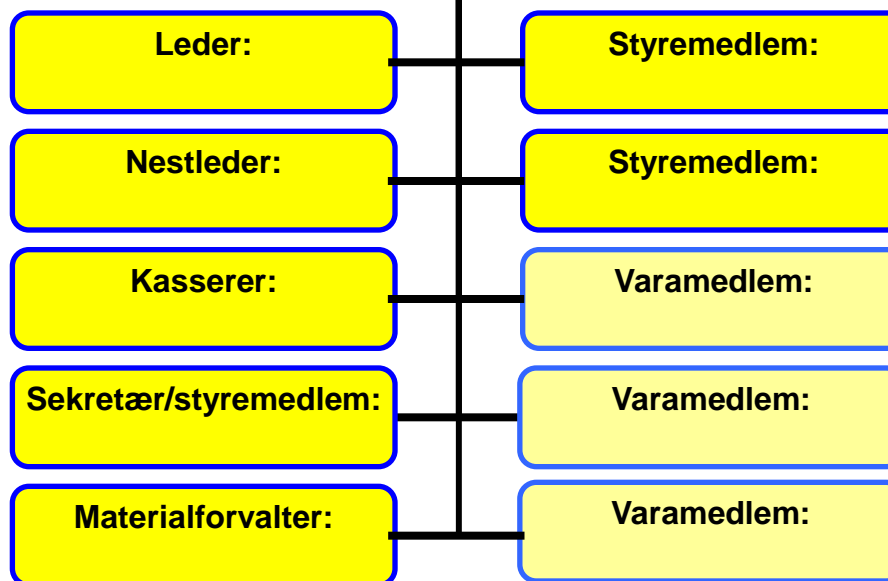 Leder:
Styremedlem:
Nestleder:
Styremedlem:
Kasserer:
Varamedlem:
Sekretær/styremedlem:
Varamedlem:
Materialforvalter:
Varamedlem: